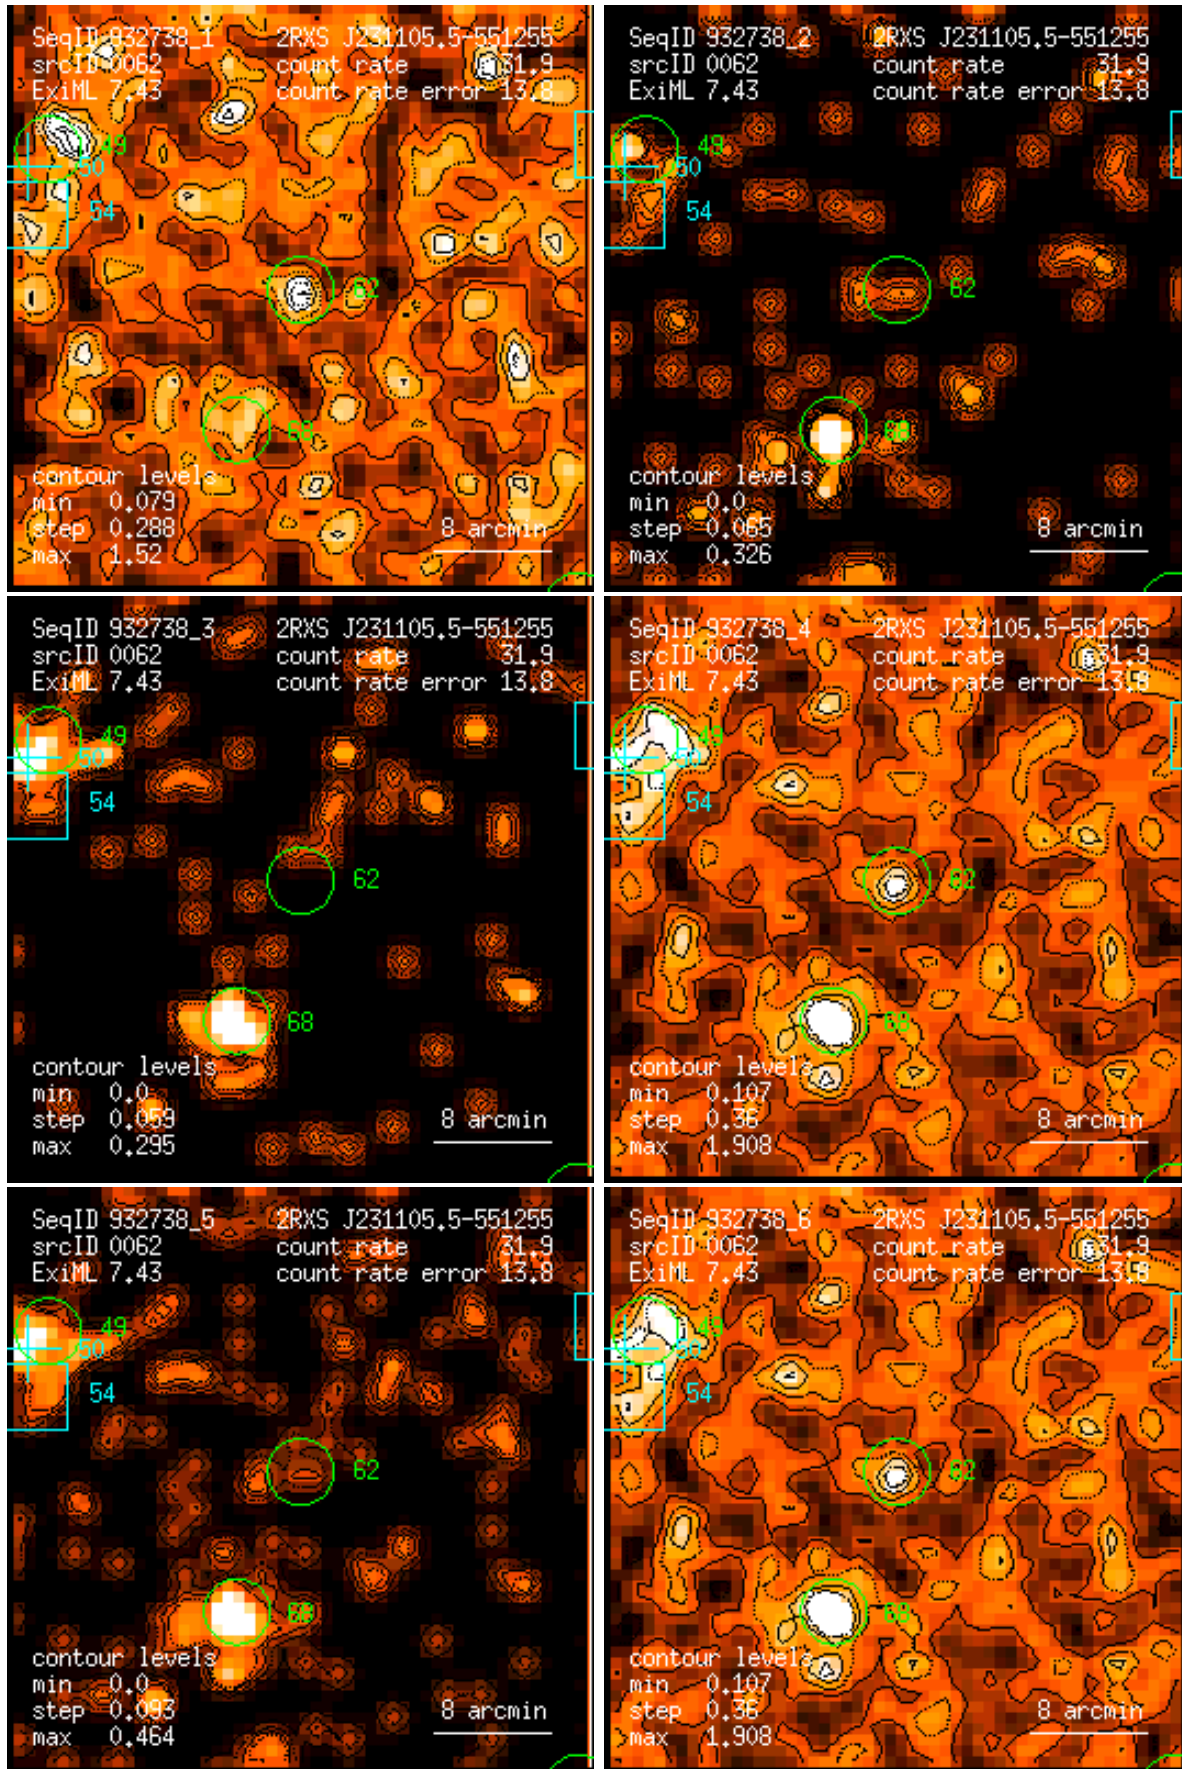 SeqID 932738_1 2RXS J231105.5-551255
srcID 0062 count rate 31.9
ExiML 7.43 count rate error 13.8
49
50
54
62
68
contour levels
min 0.079
step 0.288 8 arcmin
max 1.52
SeqID 932738_2 2RXS J231105.5-551255
srcID 0062 count rate 31.9
ExiML 7.43 count rate error 13.8
49
50
54
62
68
contour levels
min 0.0
step 0.065 8 arcmin
max 0.326
SeqID 932738_3 2RXS J231105.5-551255
srcID 0062 count rate 31.9
ExiML 7.43 count rate error 13.8
49
50
54
62
68
contour levels
min 0.0
step 0.059 8 arcmin
max 0.295
SeqID 932738_4 2RXS J231105.5-551255
srcID 0062 count rate 31.9
ExiML 7.43 count rate error 13.8
49
50
54
62
68
contour levels
min 0.107
step 0.36 8 arcmin
max 1.908
SeqID 932738_5 2RXS J231105.5-551255
srcID 0062 count rate 31.9
ExiML 7.43 count rate error 13.8
49
50
54
62
68
contour levels
min 0.0
step 0.093 8 arcmin
max 0.464
SeqID 932738_6 2RXS J231105.5-551255
srcID 0062 count rate 31.9
ExiML 7.43 count rate error 13.8
49
50
54
62
68
contour levels
min 0.107
step 0.36 8 arcmin
max 1.908